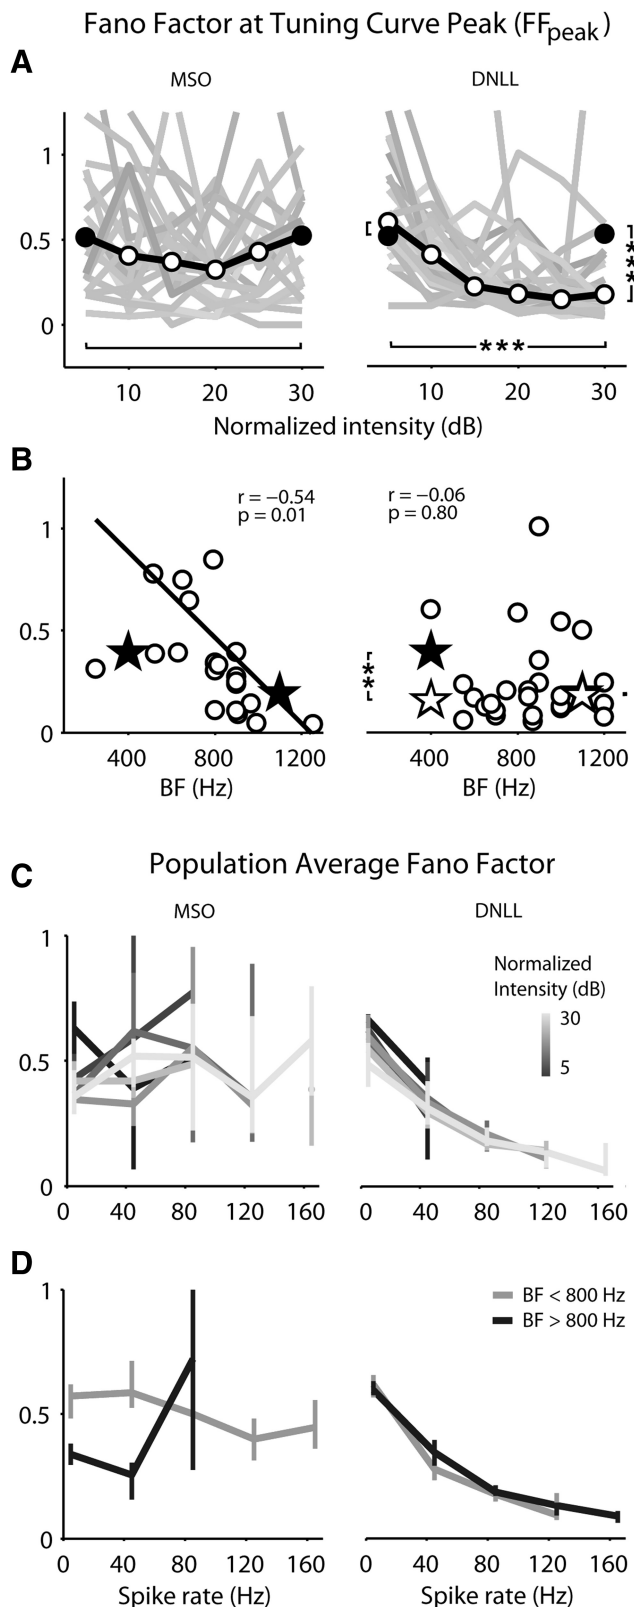 Fano Factor at Tuning Curve Peak (FFpeak)
A
MSO
DNLL
1
0.5
0
***
***
10 20 30
10 20 30
Normalized intensity (dB)
B
r = −0.54
p = 0.01
r = −0.06
p = 0.80
1
0.5
0
**
400 800 1200
400 800 1200
BF (Hz)
BF (Hz)
Population Average Fano Factor
C
MSO
DNLL
1
0.5
0
Normalized
Intensity (dB)
30
5
0 40 80 120 160
0 40 80 120 160
D
1
0.5
0
BF < 800 Hz
BF > 800 Hz
0 40 80 120 160
0 40 80 120 160
Spike rate (Hz)
Spike rate (Hz)